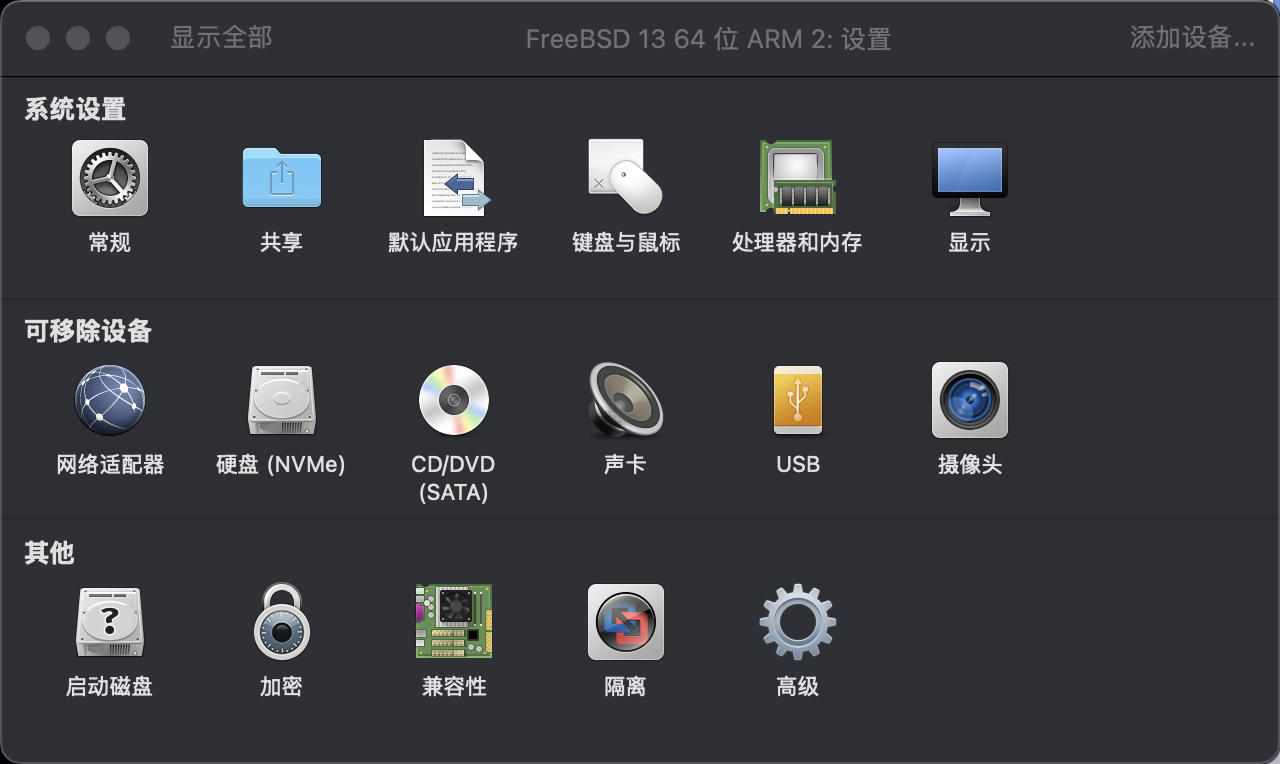 显示全部
FreeBSD 13 64 位 ARM 2: 设置
添加设备...
系统设置
常规
共享
默认应用程序
键盘与鼠标
处理器和内存
显示
可移除设备
网络适配器
硬盘 (NVMe)
CD/DVD
(SATA)
声卡
USB
摄像头
其他
启动磁盘
加密
兼容性
隔离
高级